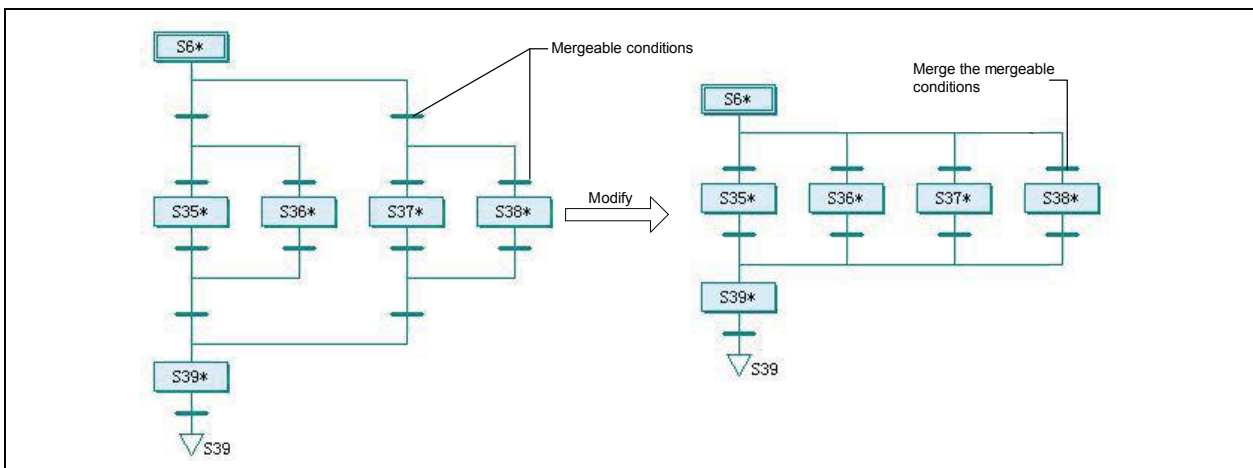 S6*
Mergeable conditions
Merge the mergeable
conditions
S6*
S35*
S36*
S37*
S38*
Modify
S35*
S36*
S37*
S38*
S39*
S39
S39*
S39